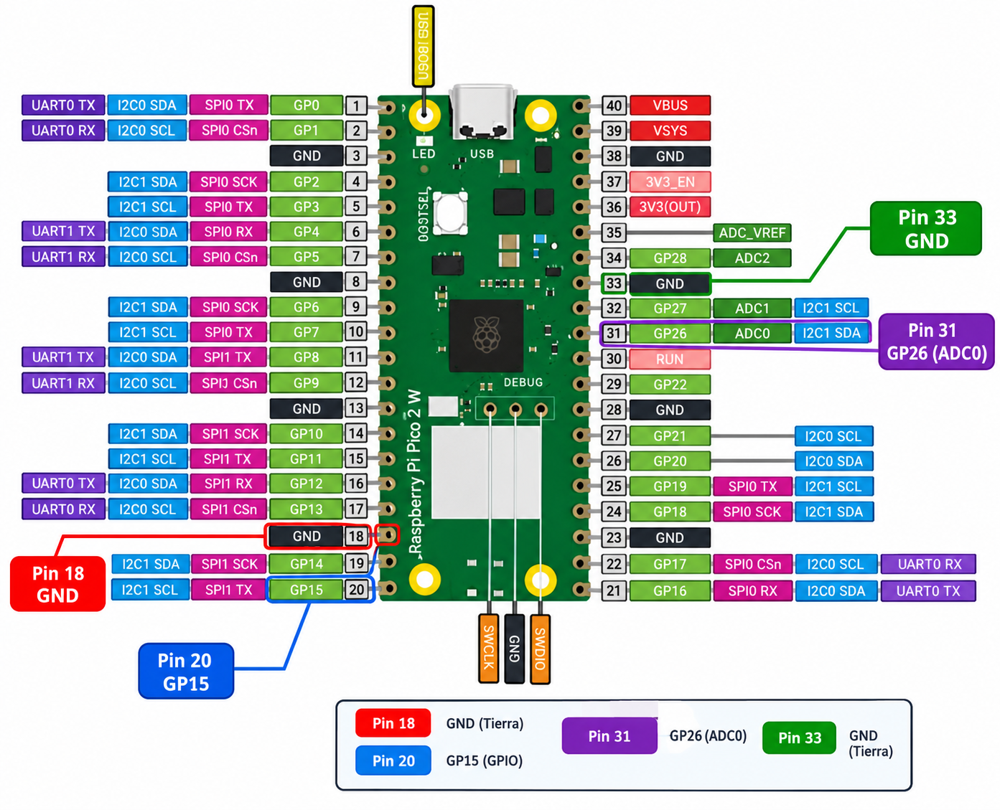 UART0 TX I2C0 SDA SPI0 TX GP0 1
UART0 RX I2C0 SCL SPI0 CSn GP1 2
GND 3
I2C1 SDA SPI0 SCK GP2 4
I2C1 SCL SPI0 TX GP3 5
UART1 TX I2C0 SDA SPI0 RX GP4 6
UART1 RX I2C0 SCL SPI0 CSn GP5 7
GND 8
I2C1 SDA SPI0 SCK GP6 9
I2C1 SCL SPI0 TX GP7 10
UART1 TX I2C0 SDA SPI1 TX GP8 11
UART1 RX I2C0 SCL SPI1 CSn GP9 12
GND 13
I2C1 SDA SPI1 SCK GP10 14
I2C1 SCL SPI1 TX GP11 15
UART0 TX I2C0 SDA SPI1 RX GP12 16
UART0 RX I2C0 SCL SPI1 CSn GP13 17
GND 18
I2C1 SDA SPI1 SCK GP14 19
I2C1 SCL SPI1 TX GP15 20
Pin 18
GND
Pin 20
GP15
LED
USB
DEBUG
Raspberry Pi Pico 2 W
SWCLK
GND
SWDIO
40 VBUS
39 VSYS
38 GND
37 3V3_EN
36 3V3(OUT)
35 ADC_VREF
34 GP28 ADC2
33 GND
32 GP27 ADC1 I2C1 SCL
31 GP26 ADC0 I2C1 SDA
30 RUN
29 GP22
28 GND
27 GP21 I2C0 SCL
26 GP20 I2C0 SDA
25 GP19 SPI0 TX I2C1 SCL
24 GP18 SPI0 SCK I2C1 SDA
23 GND
22 GP17 SPI0 CSn I2C0 SCL UART0 RX
21 GP16 SPI0 RX I2C0 SDA UART0 TX
Pin 33
GND
Pin 31
GP26 (ADC0)
Pin 18 GND (Tierra)
Pin 20 GP15 (GPIO)
Pin 31 GP26 (ADC0)
Pin 33 GND
(Tierra)